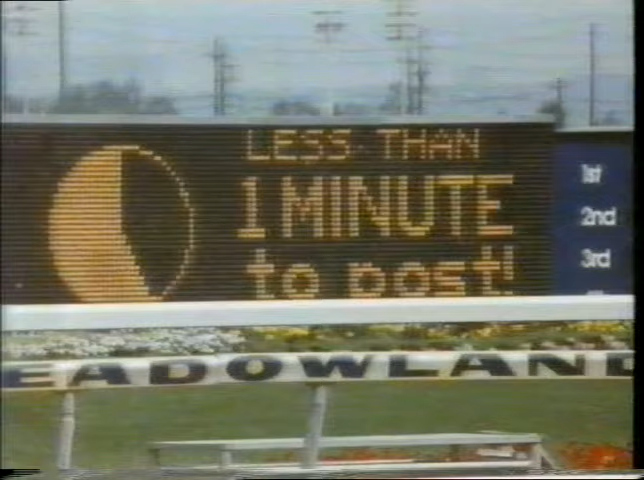 LESS THAN
1 MINUTE
to post!
1st
2nd
3rd
EADOWLAND